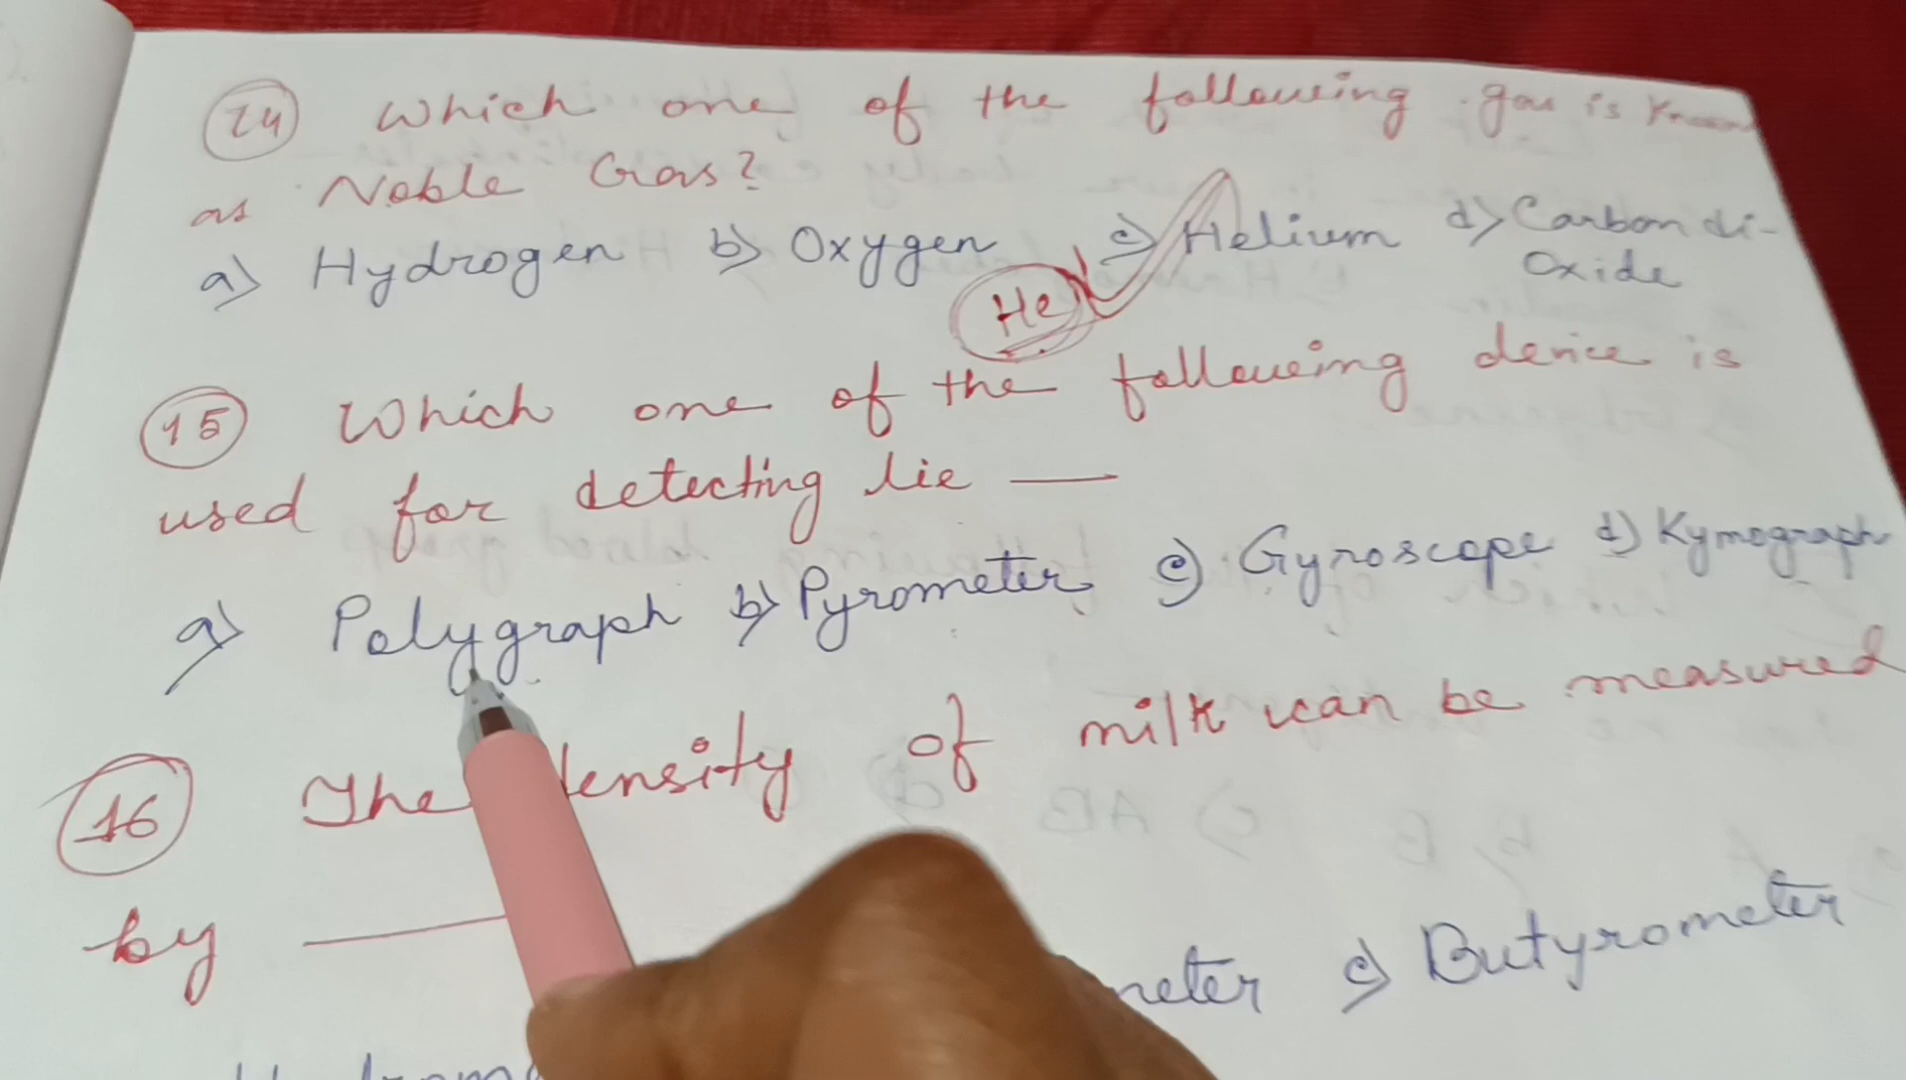 14 Which one of the following gas is known
as Noble Gas?
a) Hydrogen b) Oxygen c) Helium d) Carbon di-
Oxide
He
15 Which one of the following device is
used for detecting lie —
a) Polygraph b) Pyrometer c) Gyroscope d) Kymograph
16 The density of milk can be measured
by —
meter c) Butyrometer